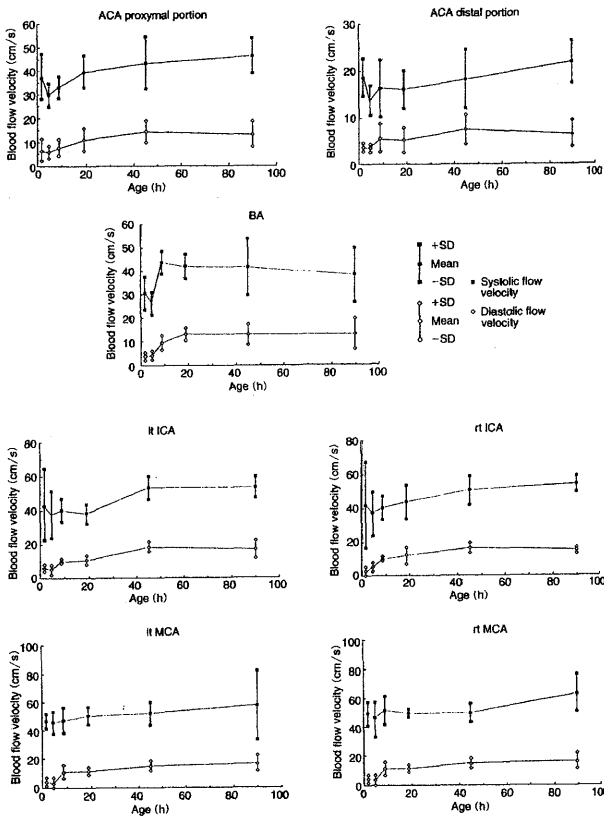 ACA proxymal portion
Blood flow velocity (cm/s)
60
50
40
30
20
10
0
0 20 40 60 80 100
Age (h)
ACA distal portion
Blood flow velocity (cm/s)
30
20
10
0
0 20 40 60 80 100
Age (h)
BA
Blood flow velocity (cm/s)
60
50
40
30
20
10
0
0 20 40 60 80 100
Age (h)
+SD
Mean
-SD
Systolic flow
velocity
+SD
Mean
-SD
Diastolic flow
velocity
lt ICA
Blood flow velocity (cm/s)
80
60
40
20
0
0 20 40 60 80 100
Age (h)
rt ICA
Blood flow velocity (cm/s)
80
60
40
20
0
0 20 40 60 80 100
Age (h)
lt MCA
Blood flow velocity (cm/s)
100
80
60
40
20
0
0 20 40 60 80 100
Age (h)
rt MCA
Blood flow velocity (cm/s)
100
80
60
40
20
0
0 20 40 60 80 100
Age (h)